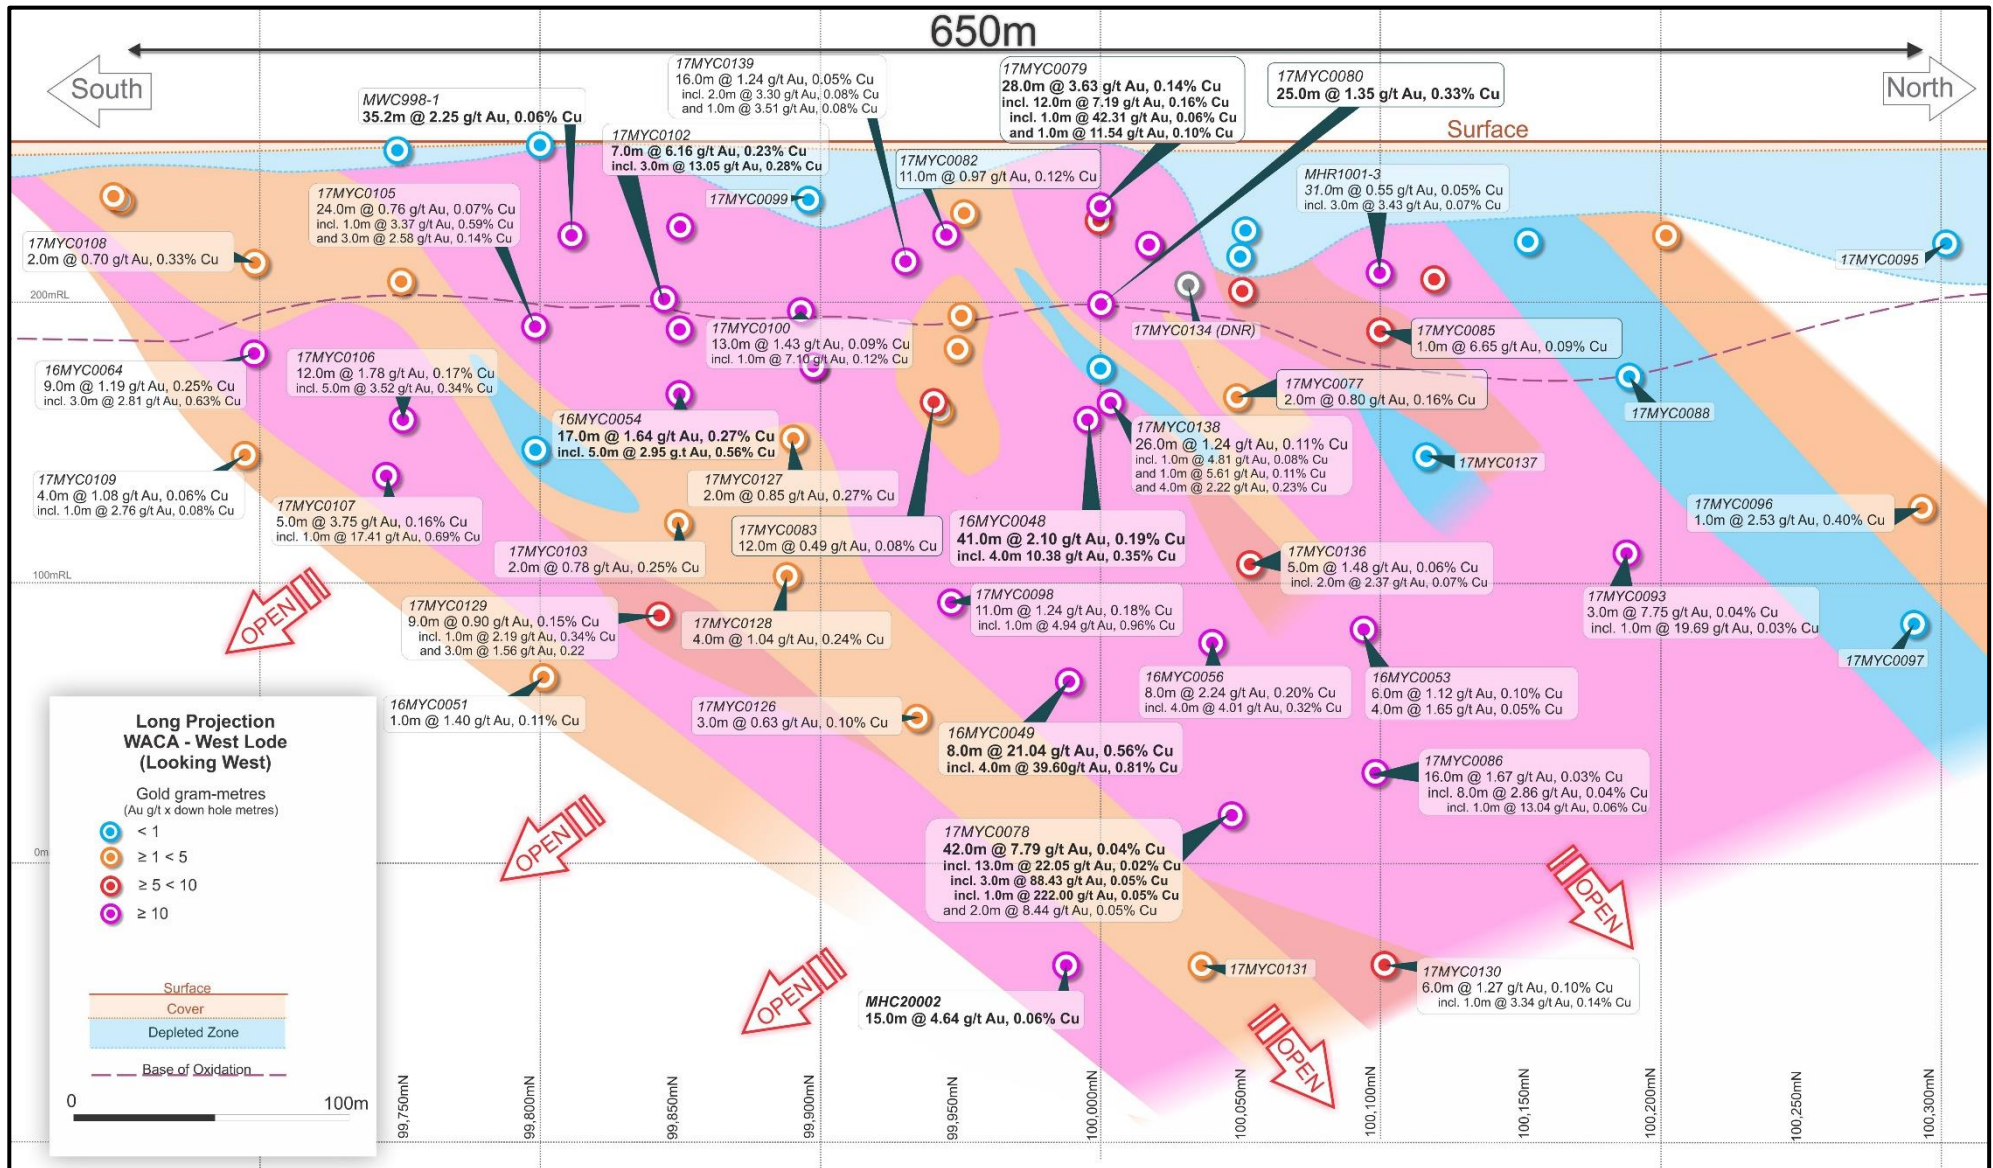 650m
South
North
Surface
MWC998-1
35.2m @ 2.25 g/t Au, 0.06% Cu
17MYC0139
16.0m @ 1.24 g/t Au, 0.05% Cu
incl. 2.0m @ 3.30 g/t Au, 0.08% Cu
and 1.0m @ 3.51 g/t Au, 0.08% Cu
17MYC0079
28.0m @ 3.63 g/t Au, 0.14% Cu
incl. 12.0m @ 7.19 g/t Au, 0.16% Cu
incl. 1.0m @ 42.31 g/t Au, 0.06% Cu
and 1.0m @ 11.54 g/t Au, 0.10% Cu
17MYC0080
25.0m @ 1.35 g/t Au, 0.33% Cu
17MYC0102
7.0m @ 6.16 g/t Au, 0.23% Cu
incl. 3.0m @ 13.05 g/t Au, 0.28% Cu
17MYC0082
11.0m @ 0.97 g/t Au, 0.12% Cu
MHR1001-3
31.0m @ 0.55 g/t Au, 0.05% Cu
incl. 3.0m @ 3.43 g/t Au, 0.07% Cu
17MYC0105
24.0m @ 0.76 g/t Au, 0.07% Cu
incl. 1.0m @ 3.37 g/t Au, 0.59% Cu
and 3.0m @ 2.58 g/t Au, 0.14% Cu
17MYC0099
17MYC0108
2.0m @ 0.70 g/t Au, 0.33% Cu
17MYC0095
200mRL
17MYC0100
13.0m @ 1.43 g/t Au, 0.09% Cu
incl. 1.0m @ 7.10 g/t Au, 0.12% Cu
17MYC0134 (DNR)
17MYC0085
1.0m @ 6.65 g/t Au, 0.09% Cu
16MYC0064
9.0m @ 1.19 g/t Au, 0.25% Cu
incl. 3.0m @ 2.81 g/t Au, 0.63% Cu
17MYC0106
12.0m @ 1.78 g/t Au, 0.17% Cu
incl. 5.0m @ 3.52 g/t Au, 0.34% Cu
17MYC0077
2.0m @ 0.80 g/t Au, 0.16% Cu
17MYC0088
16MYC0054
17.0m @ 1.64 g/t Au, 0.27% Cu
incl. 5.0m @ 2.95 g.t Au, 0.56% Cu
17MYC0138
26.0m @ 1.24 g/t Au, 0.11% Cu
incl. 1.0m @ 4.81 g/t Au, 0.08% Cu
and 1.0m @ 5.61 g/t Au, 0.11% Cu
and 4.0m @ 2.22 g/t Au, 0.23% Cu
17MYC0137
17MYC0109
4.0m @ 1.08 g/t Au, 0.06% Cu
incl. 1.0m @ 2.76 g/t Au, 0.08% Cu
17MYC0127
2.0m @ 0.85 g/t Au, 0.27% Cu
17MYC0107
5.0m @ 3.75 g/t Au, 0.16% Cu
incl. 1.0m @ 17.41 g/t Au, 0.69% Cu
17MYC0096
1.0m @ 2.53 g/t Au, 0.40% Cu
17MYC0083
12.0m @ 0.49 g/t Au, 0.08% Cu
16MYC0048
41.0m @ 2.10 g/t Au, 0.19% Cu
incl. 4.0m 10.38 g/t Au, 0.35% Cu
17MYC0103
2.0m @ 0.78 g/t Au, 0.25% Cu
17MYC0136
5.0m @ 1.48 g/t Au, 0.06% Cu
incl. 2.0m @ 2.37 g/t Au, 0.07% Cu
100mRL
OPEN
17MYC0129
9.0m @ 0.90 g/t Au, 0.15% Cu
incl. 1.0m @ 2.19 g/t Au, 0.34% Cu
and 3.0m @ 1.56 g/t Au, 0.22
17MYC0128
4.0m @ 1.04 g/t Au, 0.24% Cu
17MYC0098
11.0m @ 1.24 g/t Au, 0.18% Cu
incl. 1.0m @ 4.94 g/t Au, 0.96% Cu
17MYC0093
3.0m @ 7.75 g/t Au, 0.04% Cu
incl. 1.0m @ 19.69 g/t Au, 0.03% Cu
17MYC0097
16MYC0056
8.0m @ 2.24 g/t Au, 0.20% Cu
incl. 4.0m @ 4.01 g/t Au, 0.32% Cu
16MYC0053
6.0m @ 1.12 g/t Au, 0.10% Cu
4.0m @ 1.65 g/t Au, 0.05% Cu
16MYC0051
1.0m @ 1.40 g/t Au, 0.11% Cu
17MYC0126
3.0m @ 0.63 g/t Au, 0.10% Cu
16MYC0049
8.0m @ 21.04 g/t Au, 0.56% Cu
incl. 4.0m @ 39.60g/t Au, 0.81% Cu
17MYC0086
16.0m @ 1.67 g/t Au, 0.03% Cu
incl. 8.0m @ 2.86 g/t Au, 0.04% Cu
incl. 1.0m @ 13.04 g/t Au, 0.06% Cu
17MYC0078
42.0m @ 7.79 g/t Au, 0.04% Cu
incl. 13.0m @ 22.05 g/t Au, 0.02% Cu
incl. 3.0m @ 88.43 g/t Au, 0.05% Cu
incl. 1.0m @ 222.00 g/t Au, 0.05% Cu
and 2.0m @ 8.44 g/t Au, 0.05% Cu
OPEN
0m
OPEN
OPEN
17MYC0131
17MYC0130
6.0m @ 1.27 g/t Au, 0.10% Cu
incl. 1.0m @ 3.34 g/t Au, 0.14% Cu
MHC20002
15.0m @ 4.64 g/t Au, 0.06% Cu
OPEN
Long Projection
WACA - West Lode
(Looking West)
Gold gram-metres
(Au g/t x down hole metres)
< 1
≥ 1 < 5
≥ 5 < 10
≥ 10
Surface
Cover
Depleted Zone
Base of Oxidation
0 100m
99,750mN
99,800mN
99,850mN
99,900mN
99,950mN
100,000mN
100,050mN
100,100mN
100,150mN
100,200mN
100,250mN
100,300mN